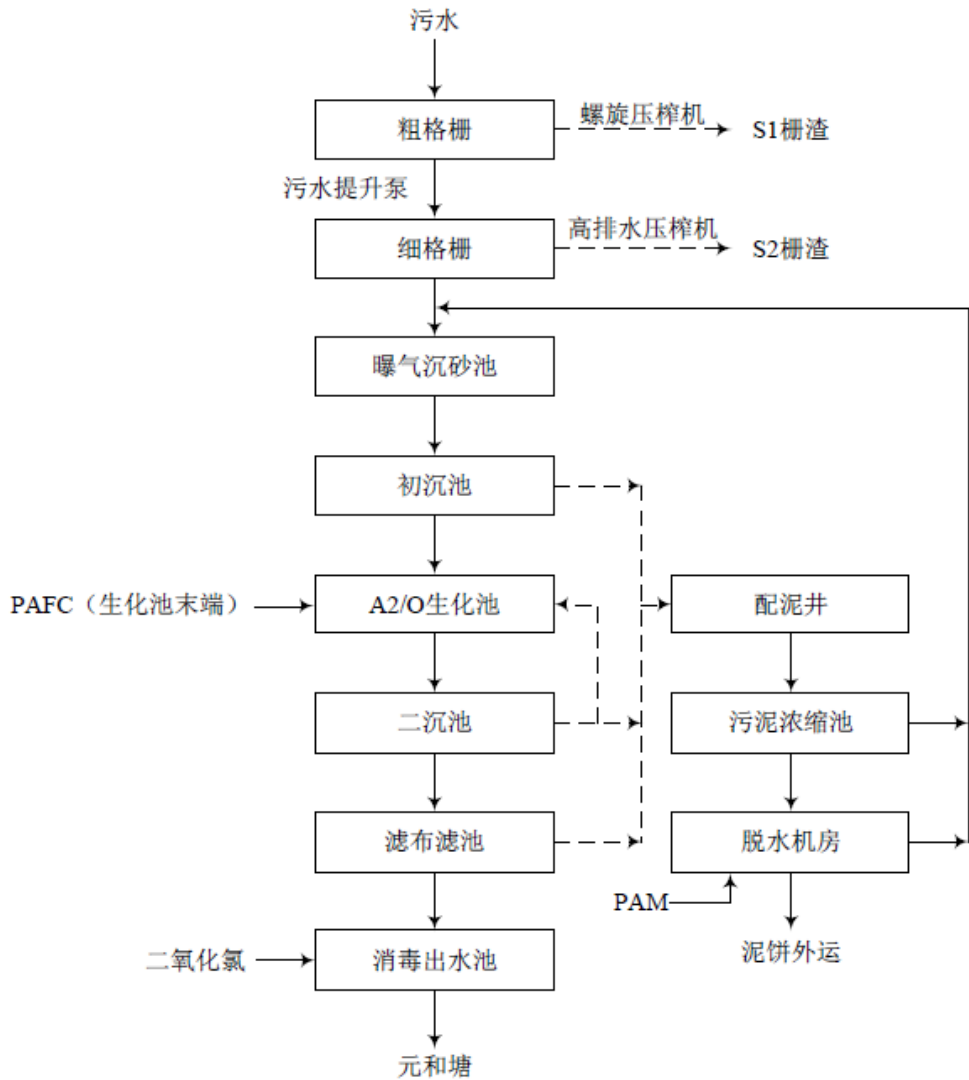 污水
粗格栅
螺旋压榨机
S1栅渣
污水提升泵
细格栅
高排水压榨机
S2栅渣
曝气沉砂池
初沉池
PAFC（生化池末端）
A2/O生化池
配泥井
二沉池
污泥浓缩池
滤布滤池
脱水机房
PAM
二氧化氯
消毒出水池
泥饼外运
元和塘